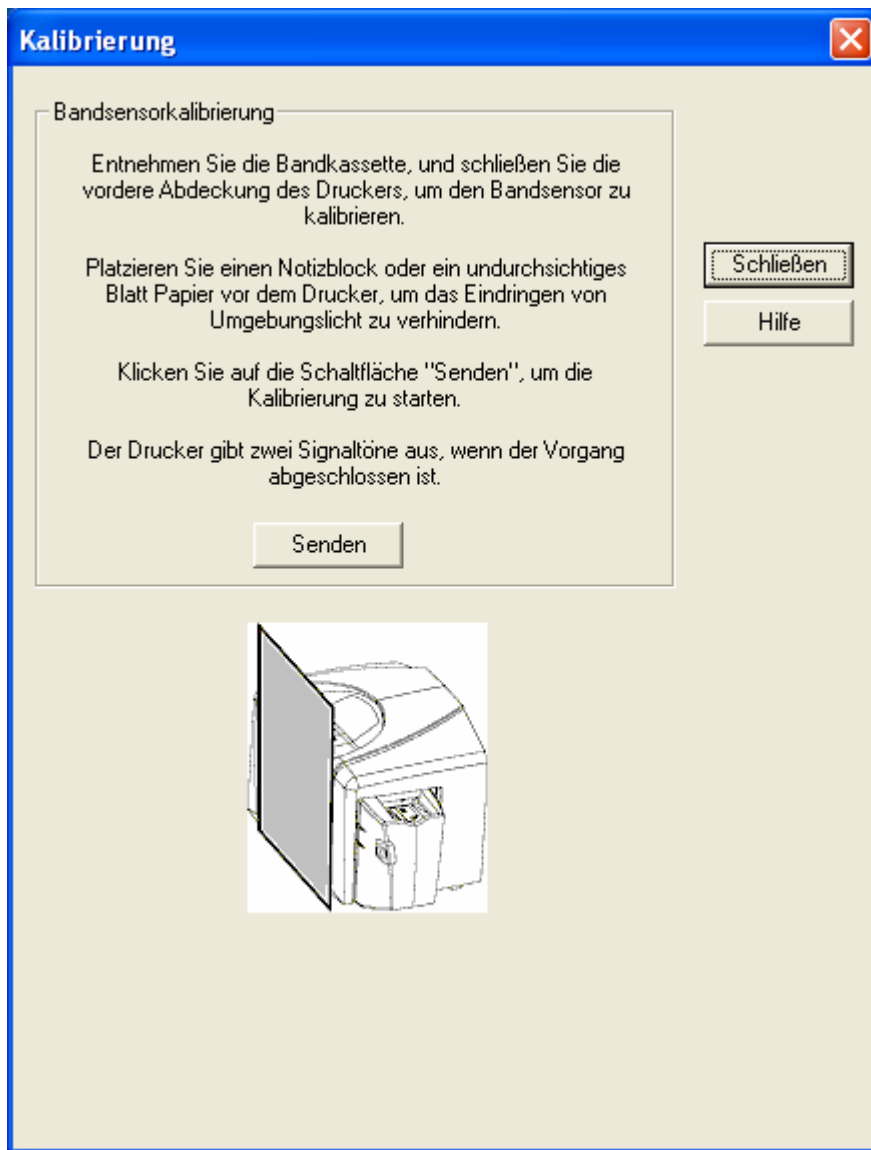 Kalibrierung
Bandsensorkalibrierung
Entnehmen Sie die Bandkassette, und schließen Sie die
vordere Abdeckung des Druckers, um den Bandsensor zu
kalibrieren.
Platzieren Sie einen Notizblock oder ein undurchsichtiges
Blatt Papier vor dem Drucker, um das Eindringen von
Umgebungslicht zu verhindern.
Klicken Sie auf die Schaltfläche "Senden", um die
Kalibrierung zu starten.
Der Drucker gibt zwei Signaltöne aus, wenn der Vorgang
abgeschlossen ist.
Senden
Schließen
Hilfe